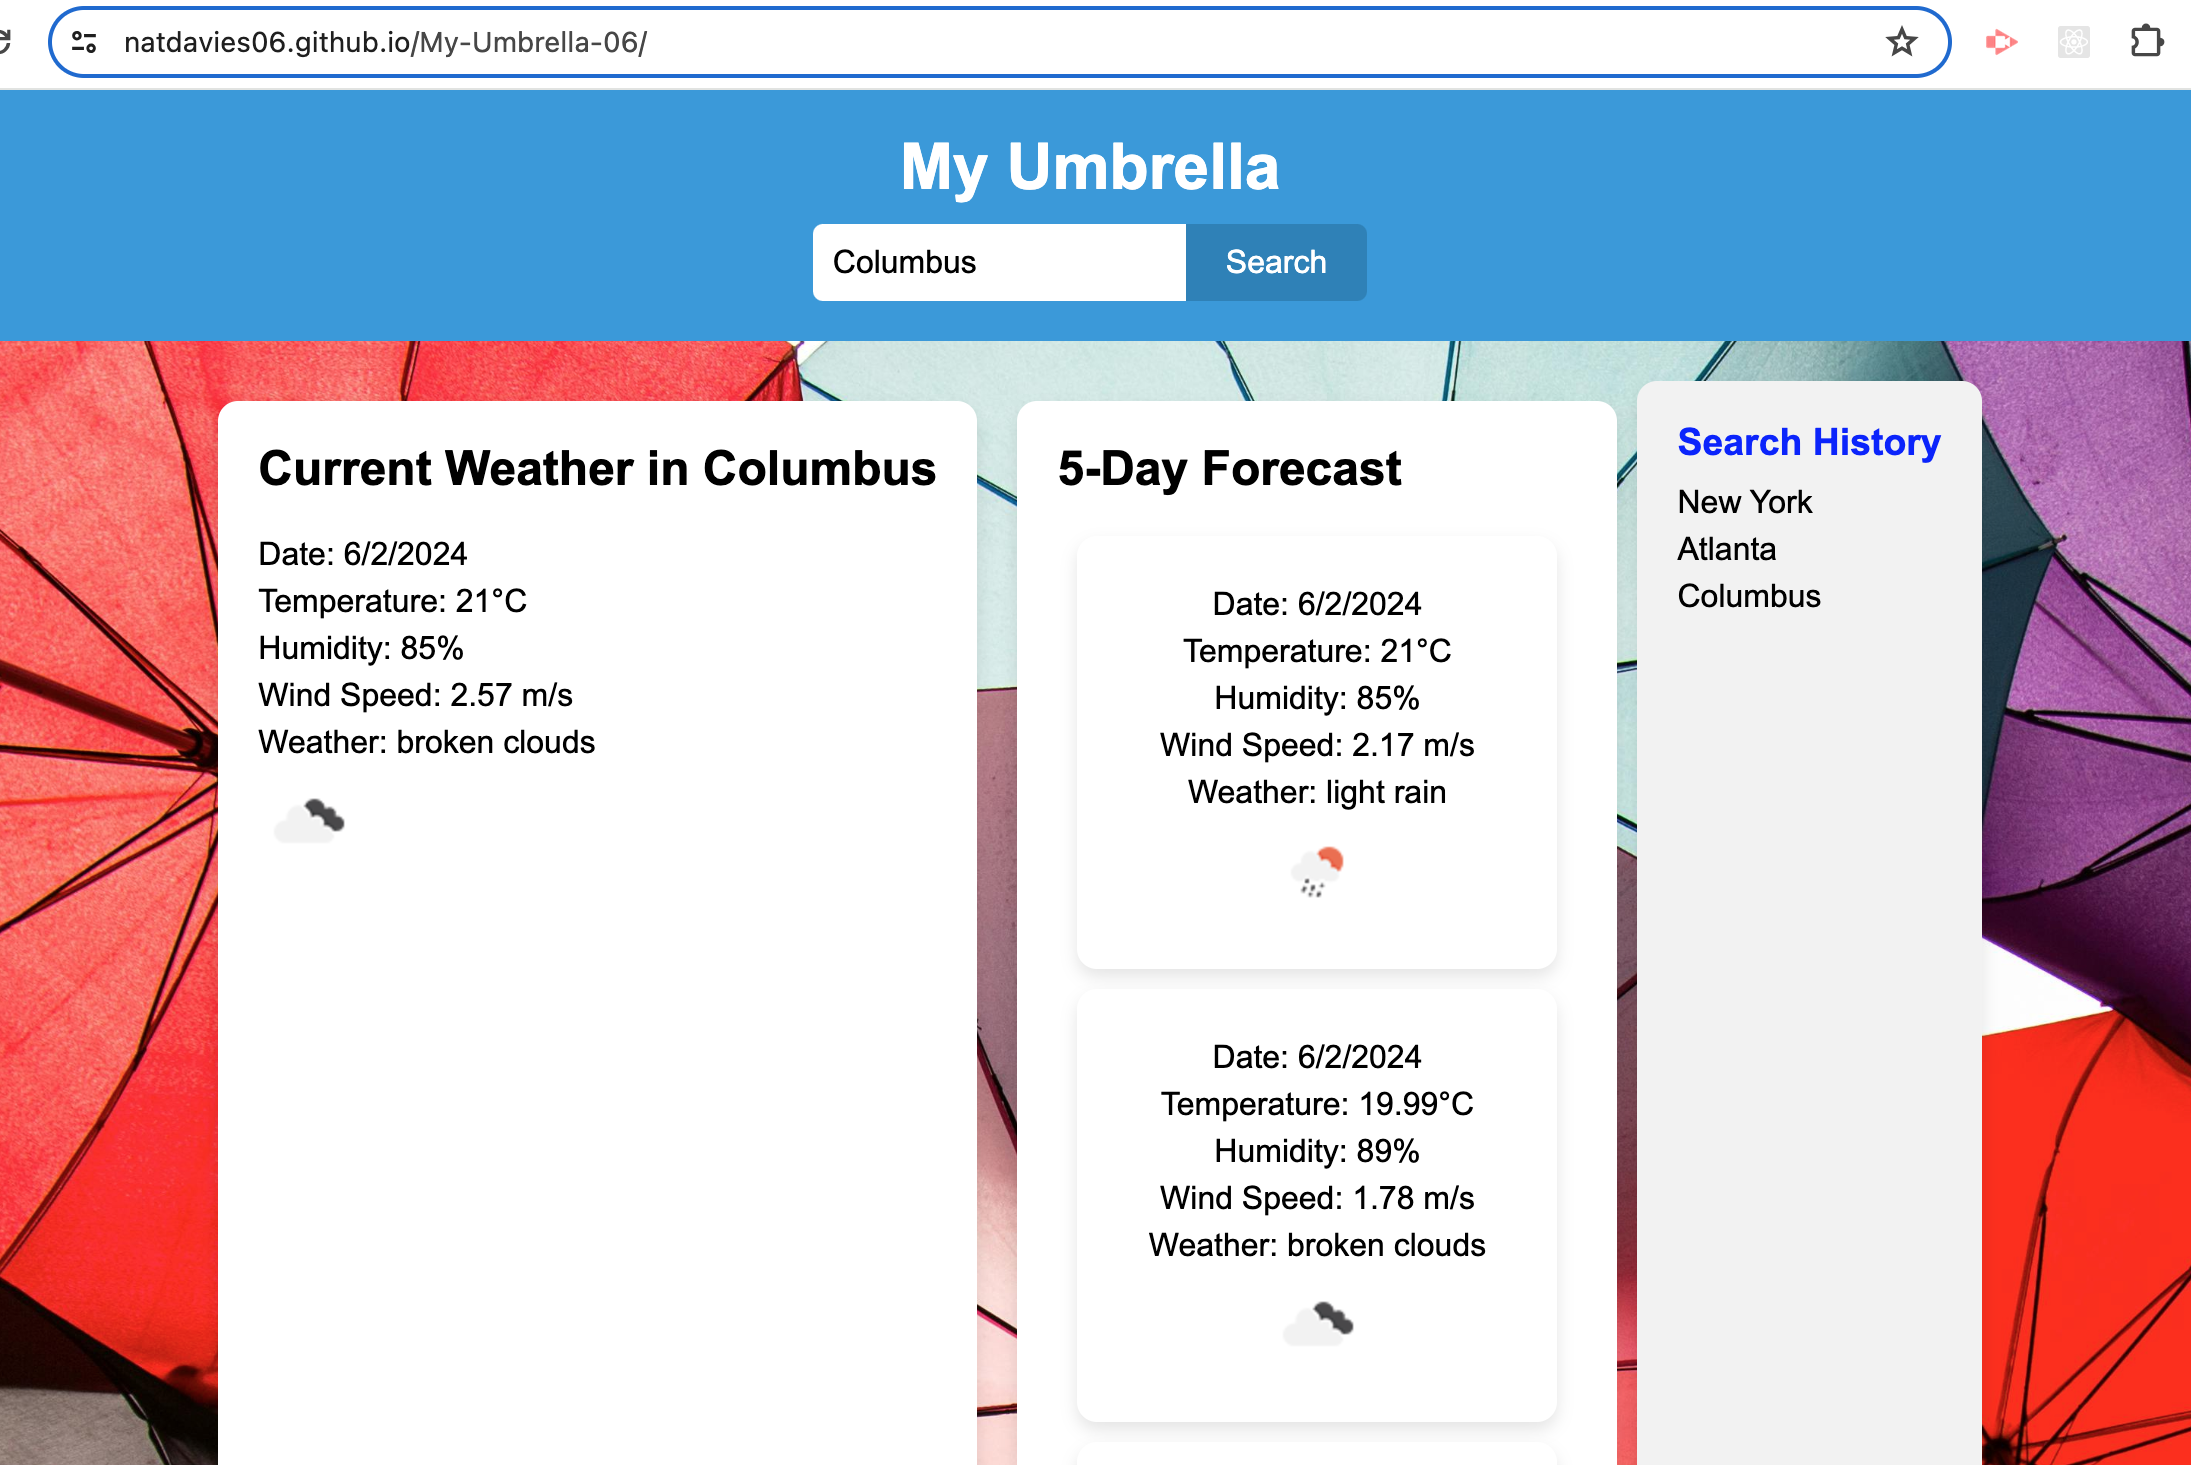 natdavies06.github.io/My-Umbrella-06/
My Umbrella
Columbus
Search
Current Weather in Columbus
Date: 6/2/2024
Temperature: 21°C
Humidity: 85%
Wind Speed: 2.57 m/s
Weather: broken clouds
5-Day Forecast
Date: 6/2/2024
Temperature: 21°C
Humidity: 85%
Wind Speed: 2.17 m/s
Weather: light rain
Date: 6/2/2024
Temperature: 19.99°C
Humidity: 89%
Wind Speed: 1.78 m/s
Weather: broken clouds
Search History
New York
Atlanta
Columbus